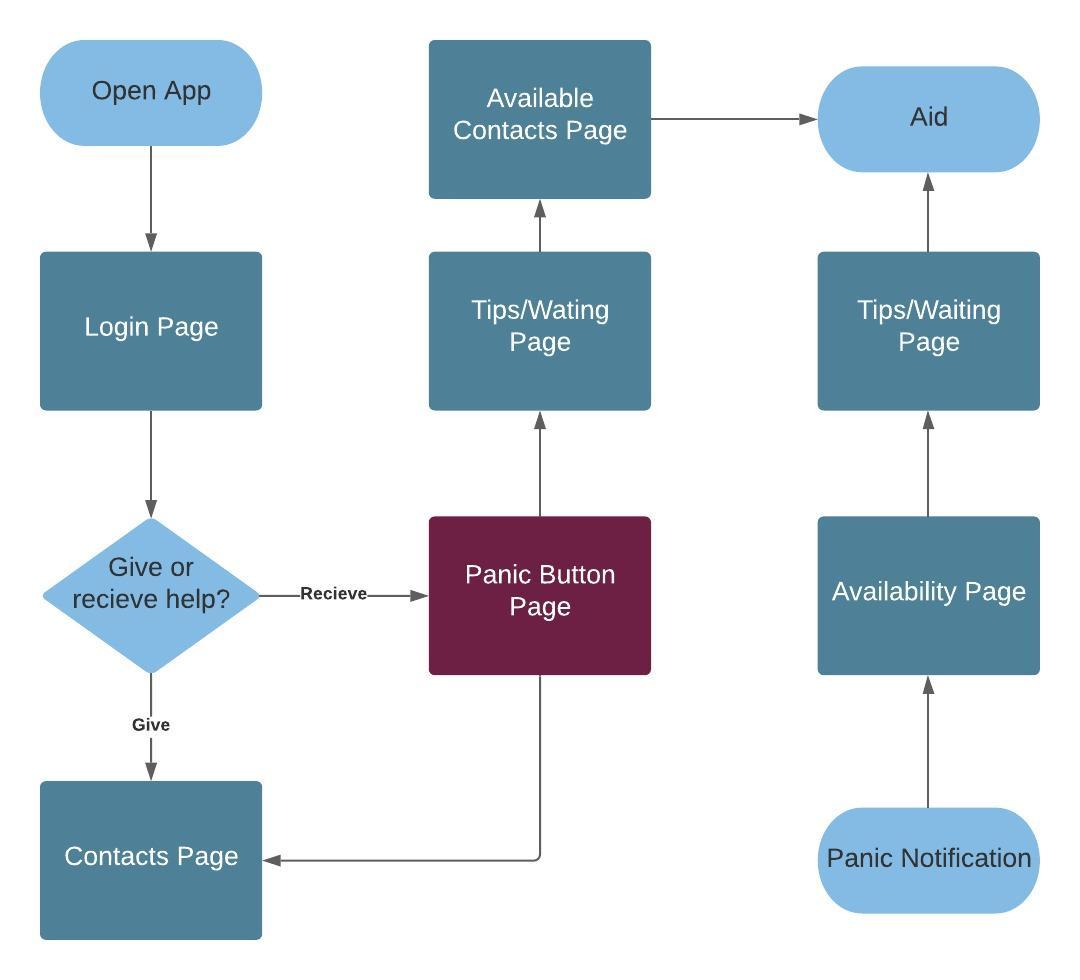 Open App
Available
Contacts Page
Aid
Login Page
Tips/Wating
Page
Tips/Waiting
Page
Give or
recieve help?
Recieve
Panic Button
Page
Availability Page
Give
Contacts Page
Panic Notification